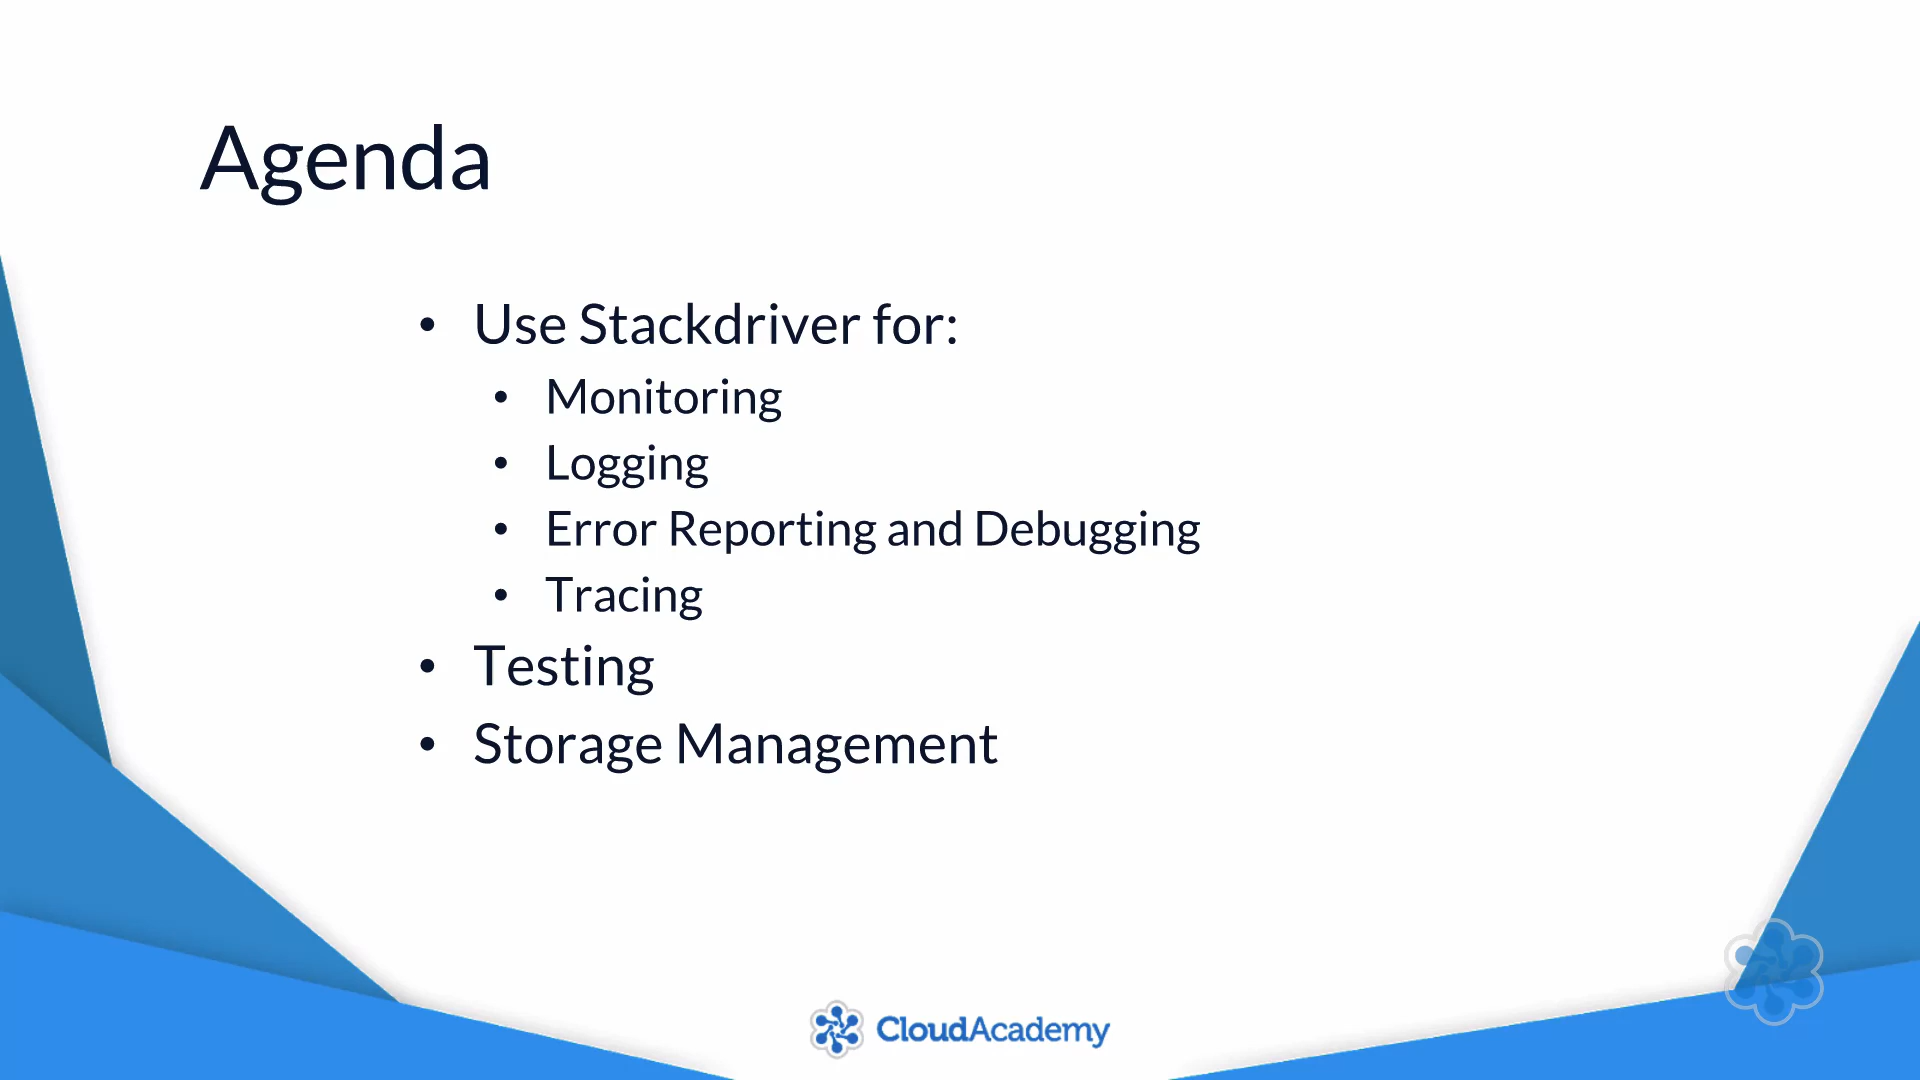 Agenda
• Use Stackdriver for:
• Monitoring
• Logging
• Error Reporting and Debugging
• Tracing
• Testing
• Storage Management
CloudAcademy